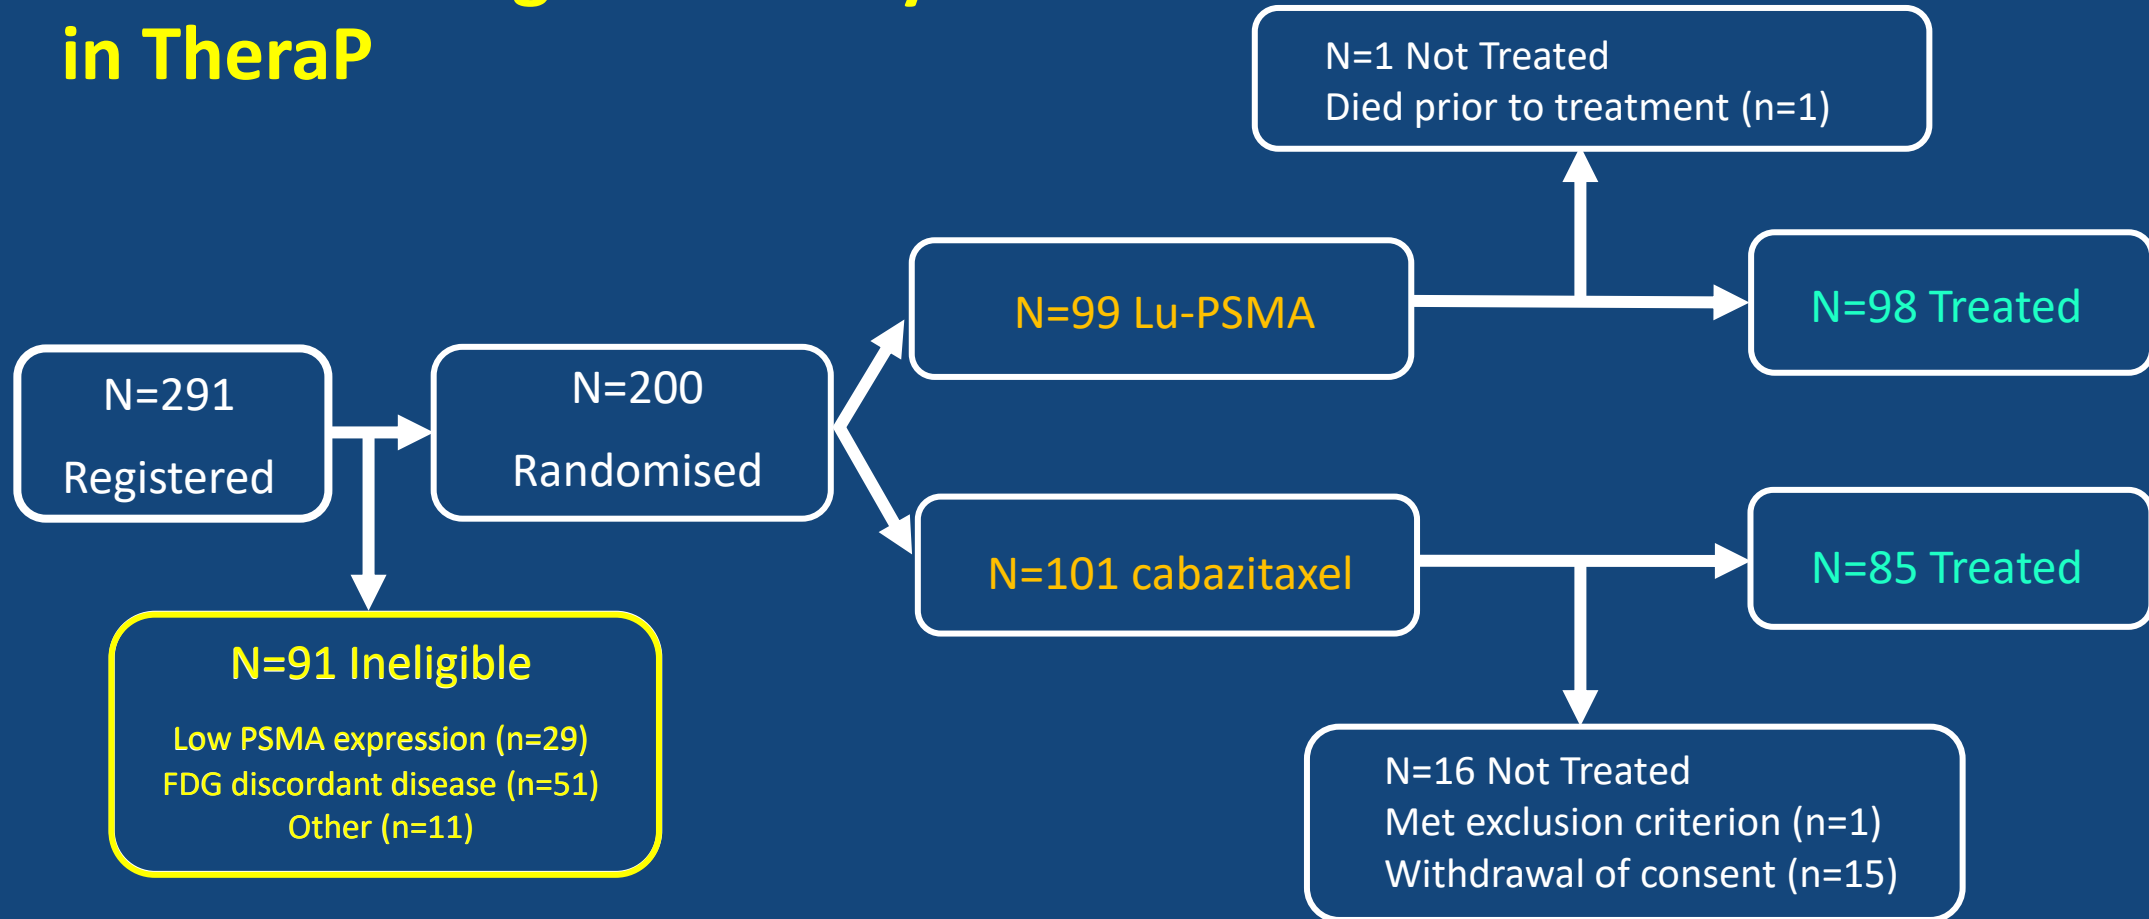 in TheraP
N=1 Not Treated
Died prior to treatment (n=1)
N=99 Lu-PSMA
N=98 Treated
N=291
Registered
N=200
Randomised
N=101 cabazitaxel
N=85 Treated
N=91 Ineligible
Low PSMA expression (n=29)
FDG discordant disease (n=51)
Other (n=11)
N=16 Not Treated
Met exclusion criterion (n=1)
Withdrawal of consent (n=15)